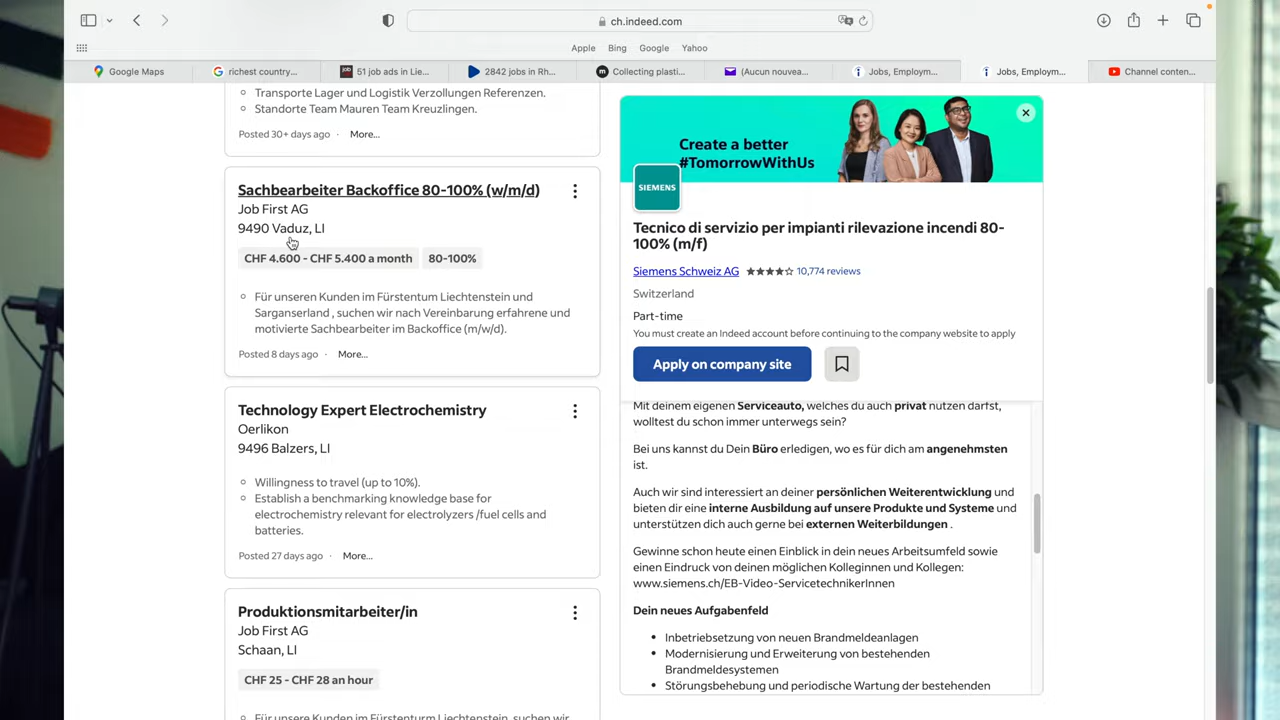 ch.indeed.com
Apple
Bing
Google
Yahoo
Google Maps
richest country...
51 job ads in Lie...
2842 jobs in Rh...
Collecting plasti...
(Aucun nouvea...
Jobs, Employm...
Jobs, Employm...
Channel conten...
Transporte Lager und Logistik Verzollungen Referenzen.
Standorte Team Mauren Team Kreuzlingen.
Posted 30+ days ago · More...
Sachbearbeiter Backoffice 80-100% (w/m/d)
Job First AG
9490 Vaduz, LI
CHF 4.600 - CHF 5.400 a month
80-100%
Für unseren Kunden im Fürstentum Liechtenstein und
Sarganserland , suchen wir nach Vereinbarung erfahrene und
motivierte Sachbearbeiter im Backoffice (m/w/d).
Posted 8 days ago · More...
Technology Expert Electrochemistry
Oerlikon
9496 Balzers, LI
Willingness to travel (up to 10%).
Establish a benchmarking knowledge base for
electrochemistry relevant for electrolyzers /fuel cells and
batteries.
Posted 27 days ago · More...
Produktionsmitarbeiter/in
Job First AG
Schaan, LI
CHF 25 - CHF 28 an hour
Für unsere Kunden im Fürstentum Liechtenstein, suchen wir
Create a better
#TomorrowWithUs
SIEMENS
Tecnico di servizio per impianti rilevazione incendi 80-
100% (m/f)
Siemens Schweiz AG
10,774 reviews
Switzerland
Part-time
You must create an Indeed account before continuing to the company website to apply
Apply on company site
Mit deinem eigenen Serviceauto, welches du auch privat nutzen darfst,
wolltest du schon immer unterwegs sein?
Bei uns kannst du Dein Büro erledigen, wo es für dich am angenehmsten
ist.
Auch wir sind interessiert an deiner persönlichen Weiterentwicklung und
bieten dir eine interne Ausbildung auf unsere Produkte und Systeme und
unterstützen dich auch gerne bei externen Weiterbildungen .
Gewinne schon heute einen Einblick in dein neues Arbeitsumfeld sowie
einen Eindruck von deinen möglichen Kolleginnen und Kollegen:
www.siemens.ch/EB-Video-ServicetechnikerInnen
Dein neues Aufgabenfeld
Inbetriebsetzung von neuen Brandmeldeanlagen
Modernisierung und Erweiterung von bestehenden
Brandmeldesystemen
Störungsbehebung und periodische Wartung der bestehenden